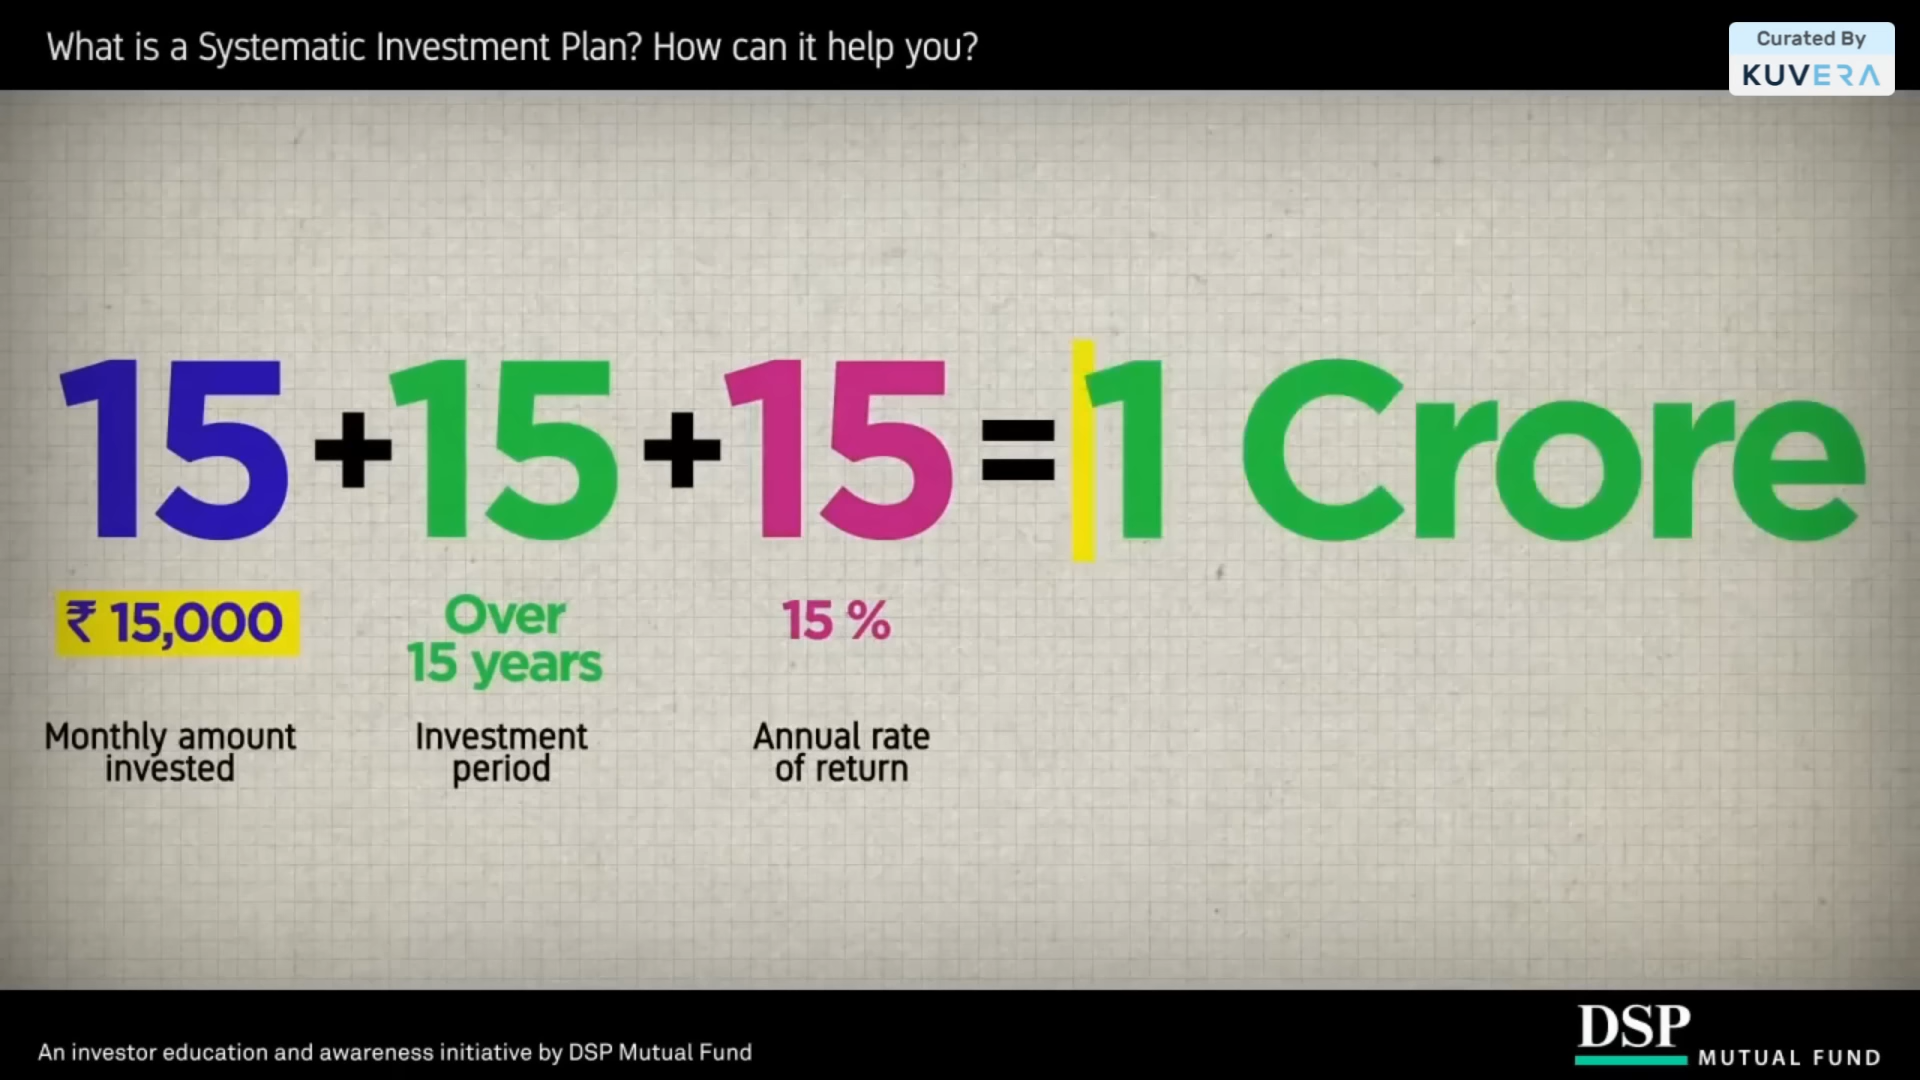 What is a Systematic Investment Plan? How can it help you?
Curated By
KUVERA
15+15+15=1 Crore
₹ 15,000
Over
15 years
15 %
Monthly amount
invested
Investment
period
Annual rate
of return
An investor education and awareness initiative by DSP Mutual Fund
DSP
MUTUAL FUND